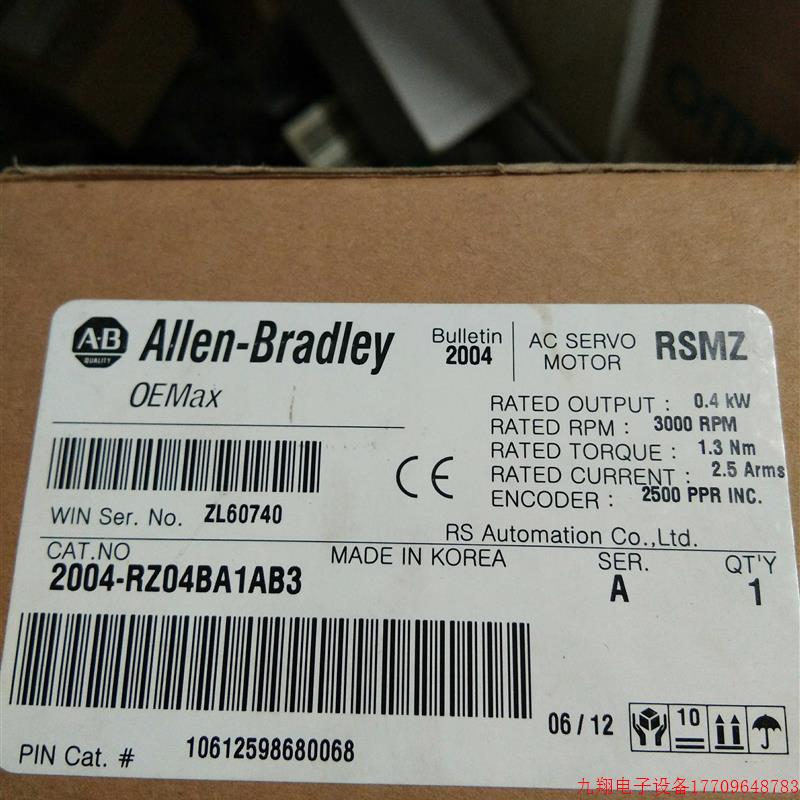 A-B
QUALITY
Allen-Bradley
OEMax
Bulletin
2004
AC SERVO
MOTOR
RSMZ
RATED OUTPUT : 0.4 kW
RATED RPM : 3000 RPM
RATED TORQUE : 1.3 Nm
RATED CURRENT : 2.5 Arms
ENCODER : 2500 PPR INC.
CE
WIN Ser. No. ZL60740
RS Automation Co.,Ltd.
CAT.NO
MADE IN KOREA
SER.
QT'Y
2004-RZ04BA1AB3
A
1
06 / 12
10
PIN Cat. # 10612598680068
九翔电子设备17709648783